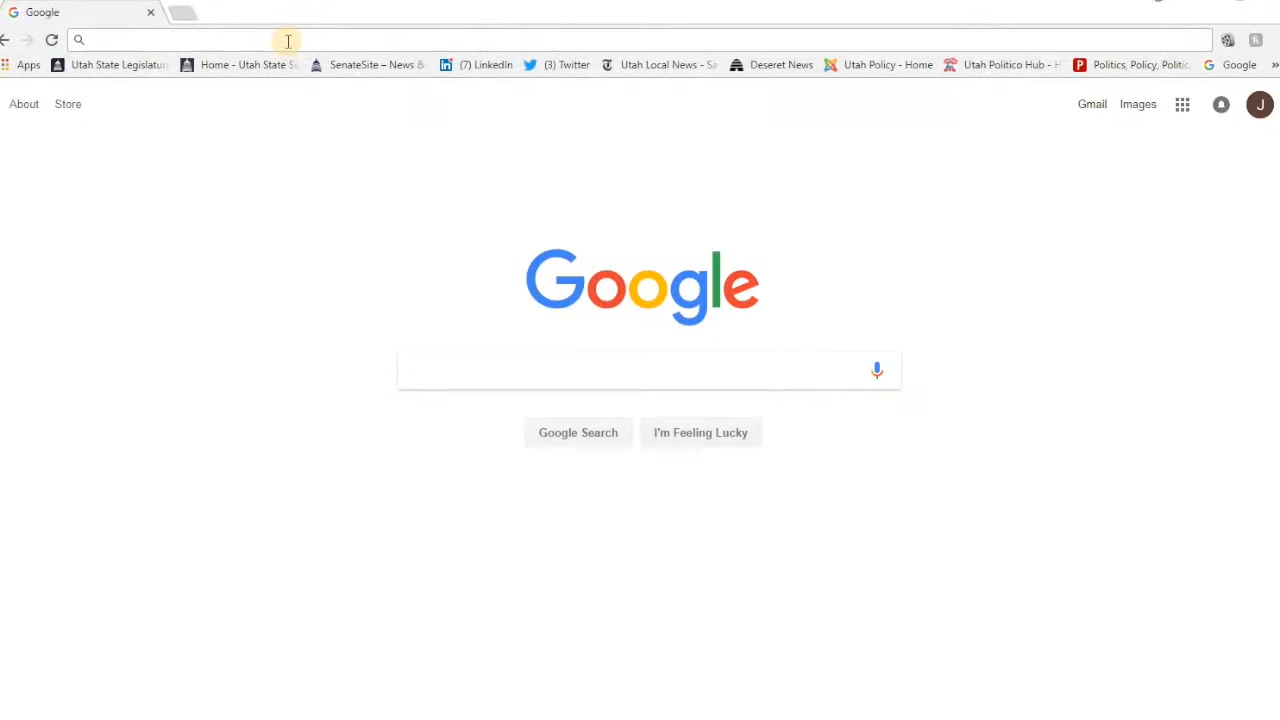 Google
Apps Utah State Legislatu Home - Utah State Se SenateSite – News & (7) LinkedIn (3) Twitter Utah Local News - Sa Deseret News Utah Policy - Home Utah Politico Hub - H Politics, Policy, Politic Google »
About Store Gmail Images J
Google
Google Search I'm Feeling Lucky